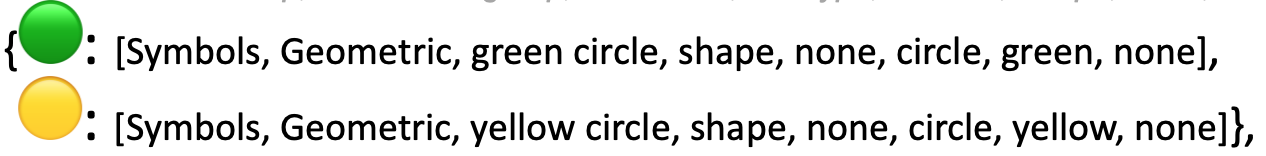 {🟢: [Symbols, Geometric, green circle, shape, none, circle, green, none],
🟡: [Symbols, Geometric, yellow circle, shape, none, circle, yellow, none]},